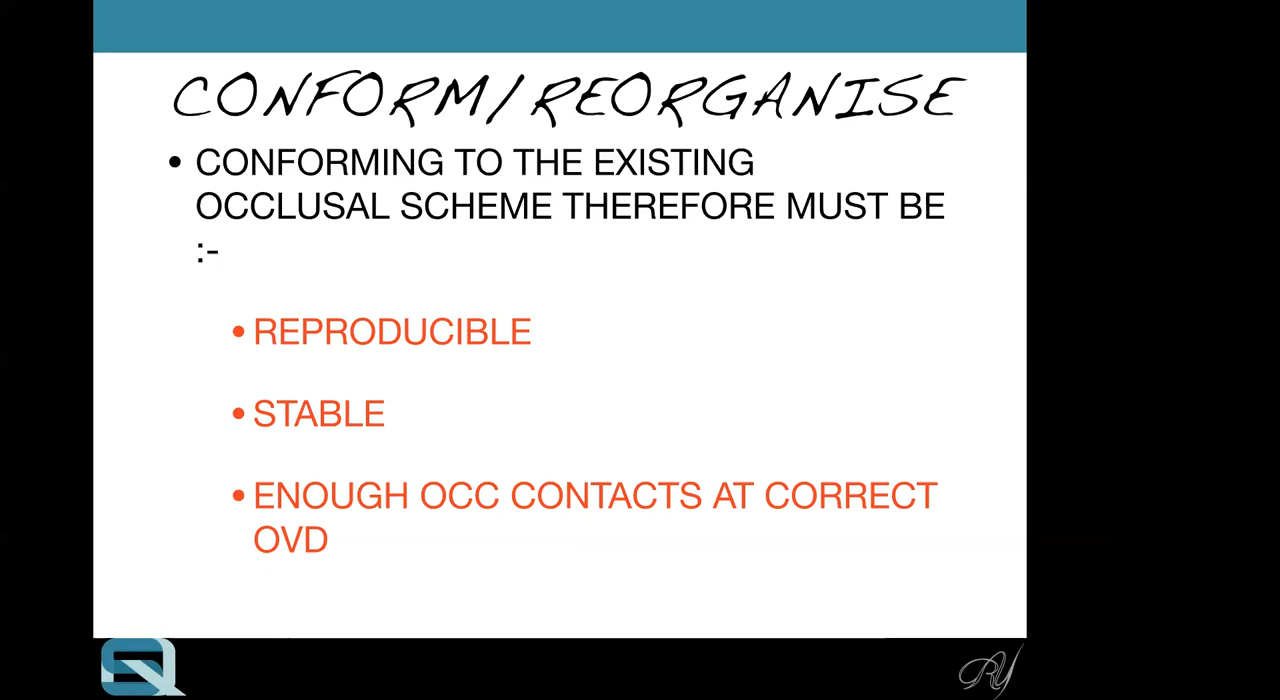 CONFORM/REORGANISE
• CONFORMING TO THE EXISTING
OCCLUSAL SCHEME THEREFORE MUST BE
:-
• REPRODUCIBLE
• STABLE
• ENOUGH OCC CONTACTS AT CORRECT
OVD
RY